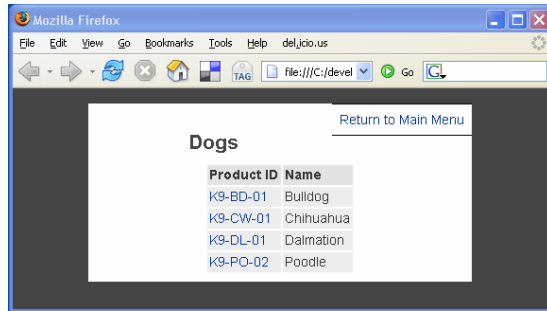 Mozilla Firefox
File Edit View Go Bookmarks Tools Help del.icio.us
TAG file:///C:/devel Go G
Return to Main Menu
Dogs
Product ID Name
K9-BD-01 Bulldog
K9-CW-01 Chihuahua
K9-DL-01 Dalmation
K9-PO-02 Poodle